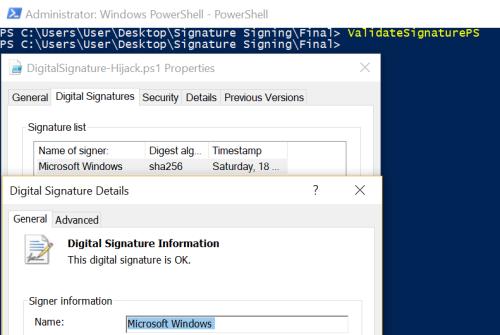 Administrator: Windows PowerShell - PowerShell
PS C:\Users\User\Desktop\Signature Signing\Final> ValidateSignaturePS
PS C:\Users\User\Desktop\Signature Signing\Final>
DigitalSignature-Hijack.ps1 Properties
General Digital Signatures Security Details Previous Versions
Signature list
Name of signer: Digest alg... Timestamp
Microsoft Windows sha256 Saturday, 18 ...
Digital Signature Details ?
General Advanced
Digital Signature Information
This digital signature is OK.
Signer information
Name: Microsoft Windows